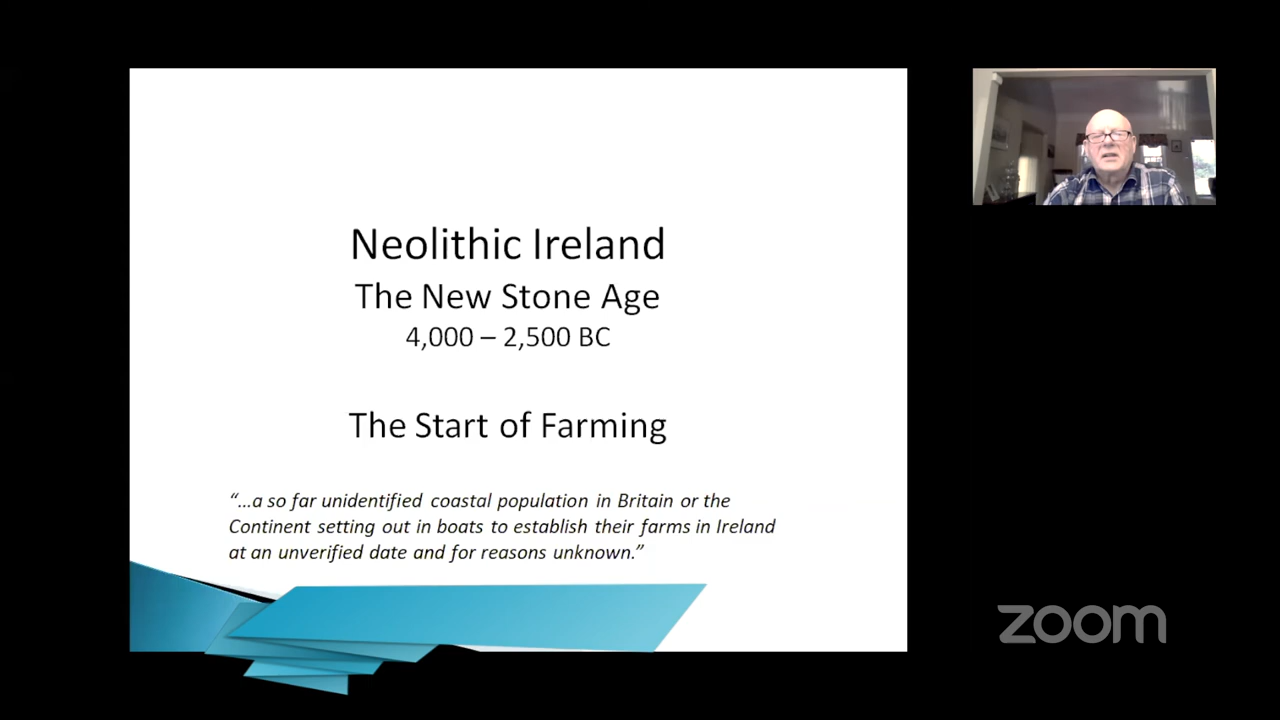 Neolithic Ireland
The New Stone Age
4,000 – 2,500 BC
The Start of Farming
“…a so far unidentified coastal population in Britain or the
Continent setting out in boats to establish their farms in Ireland
at an unverified date and for reasons unknown.”
zoom